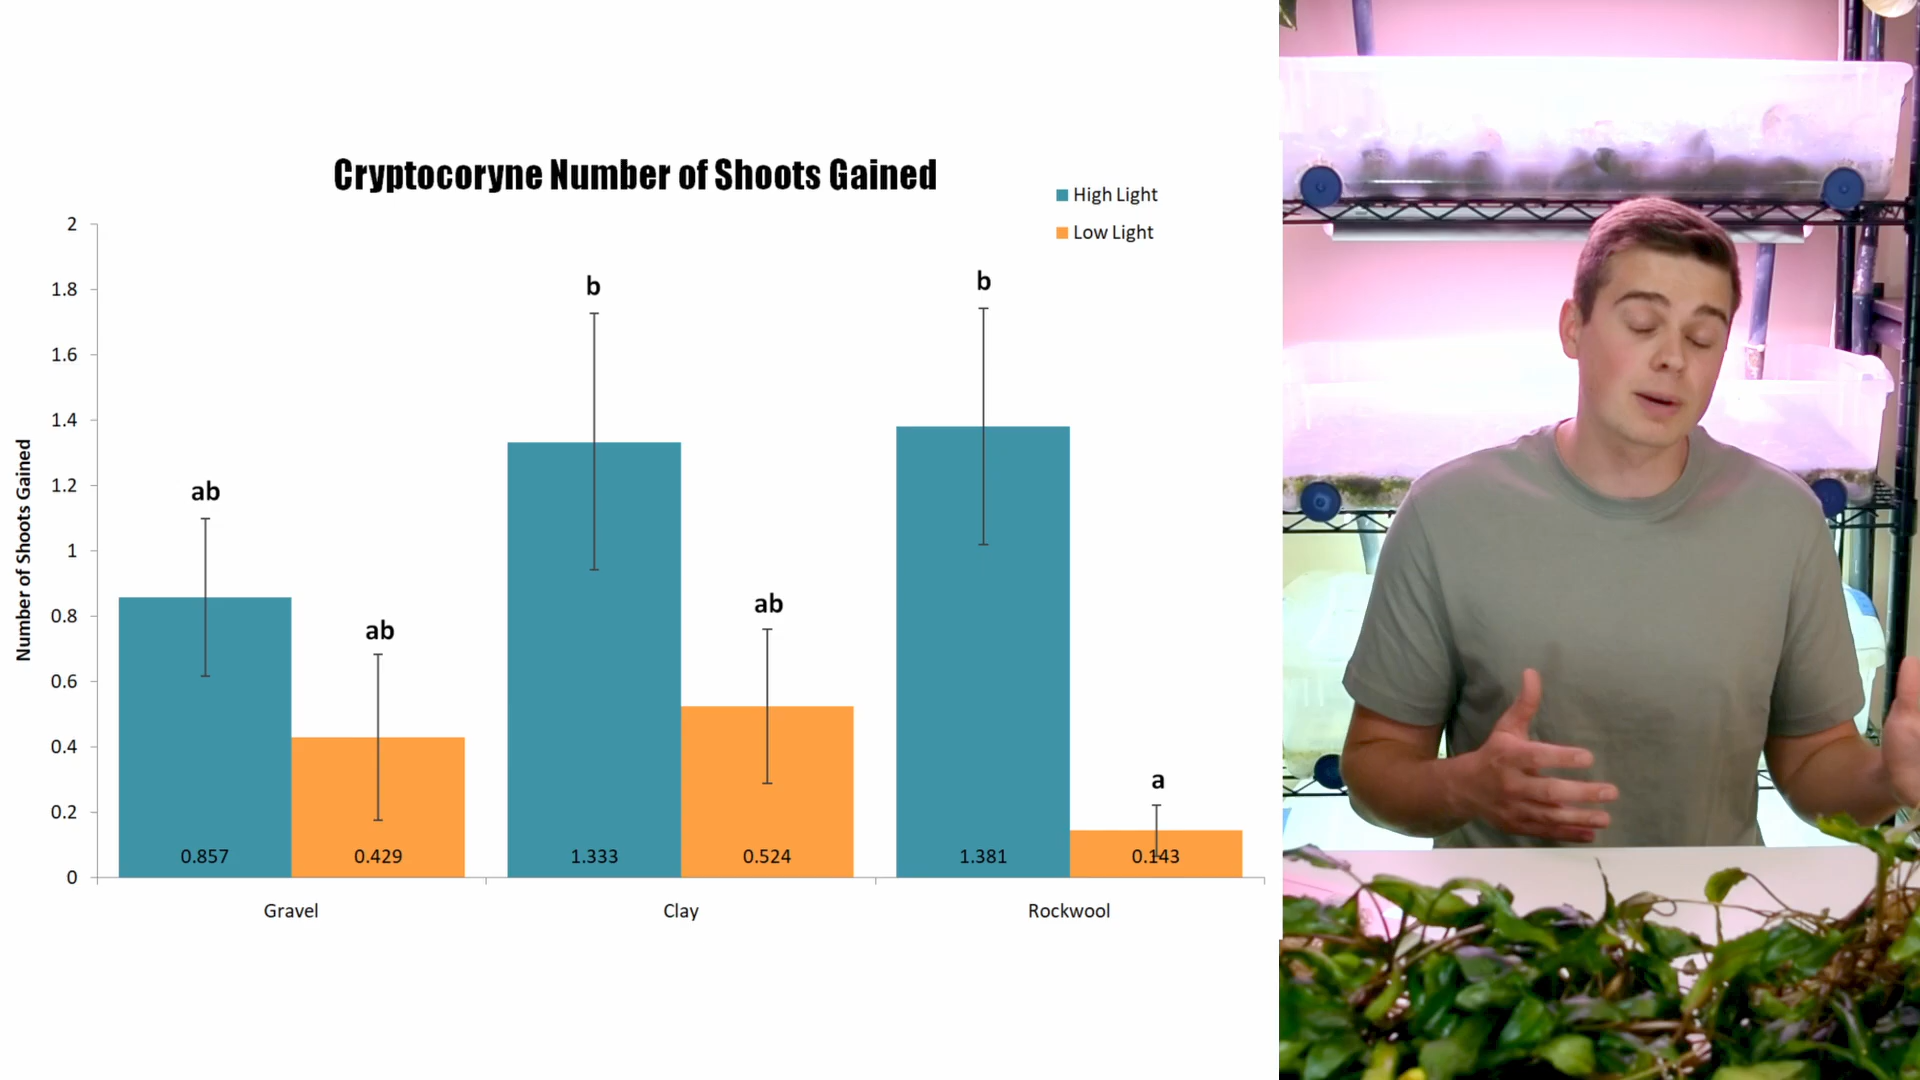 Cryptocoryne Number of Shoots Gained
High Light
Low Light
Number of Shoots Gained
2
1.8
1.6
1.4
1.2
1
0.8
0.6
0.4
0.2
0
ab
ab
b
ab
b
a
0.857
0.429
1.333
0.524
1.381
0.143
Gravel
Clay
Rockwool